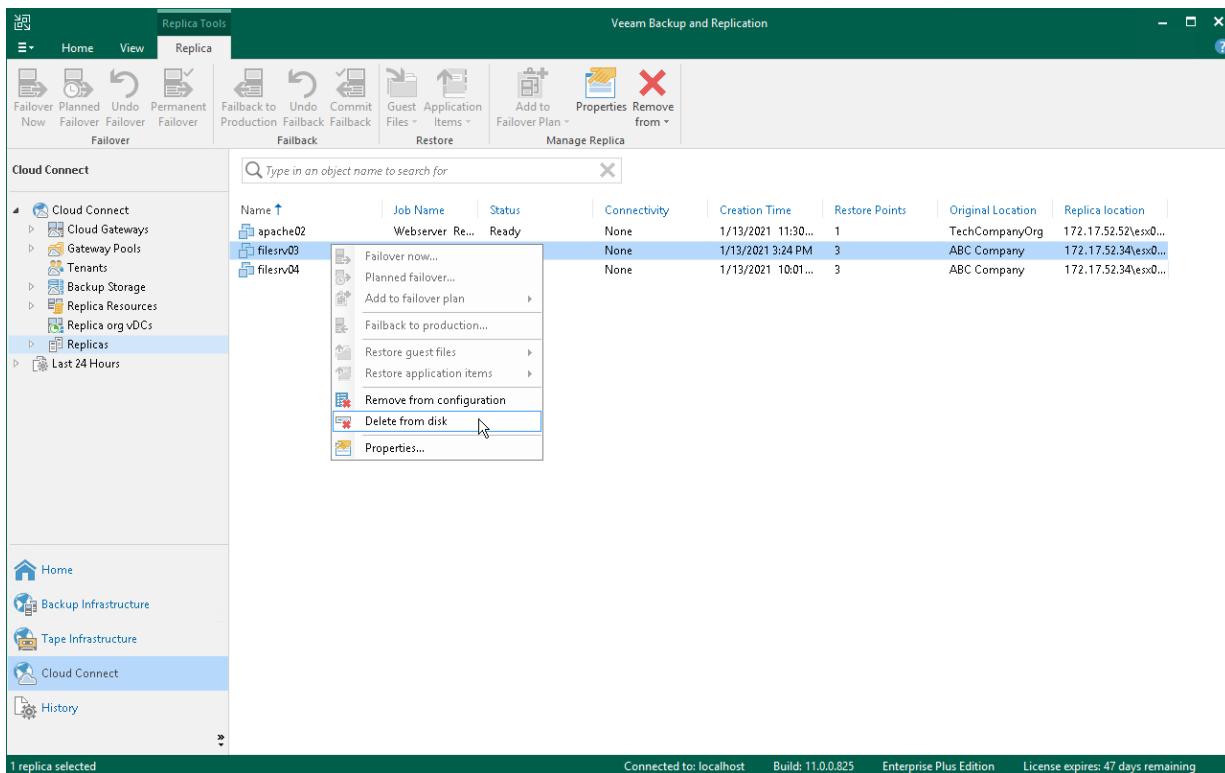 Replica Tools
Veeam Backup and Replication
Home View Replica
Failover Now
Planned Failover
Undo Failover
Permanent Failover
Failback to Production
Undo Failback
Commit Failback
Guest Files
Application Items
Add to Failover Plan
Properties
Remove from
Failover
Failback
Restore
Manage Replica
Cloud Connect
Type in an object name to search for
Cloud Connect
Cloud Gateways
Gateway Pools
Tenants
Backup Storage
Replica Resources
Replica org vDCs
Replicas
Last 24 Hours
Name Job Name Status Connectivity Creation Time Restore Points Original Location Replica location
apache02 Webserver Re... Ready None 1/13/2021 11:30... 1 TechCompanyOrg 172.17.52.52\esx0...
filesrv03 None 1/13/2021 3:24 PM 3 ABC Company 172.17.52.34\esx0...
filesrv04 None 1/13/2021 10:01... 3 ABC Company 172.17.52.34\esx0...
Failover now...
Planned failover...
Add to failover plan
Failback to production...
Restore guest files
Restore application items
Remove from configuration
Delete from disk
Properties...
Home
Backup Infrastructure
Tape Infrastructure
Cloud Connect
History
1 replica selected
Connected to: localhost Build: 11.0.0.825 Enterprise Plus Edition License expires: 47 days remaining